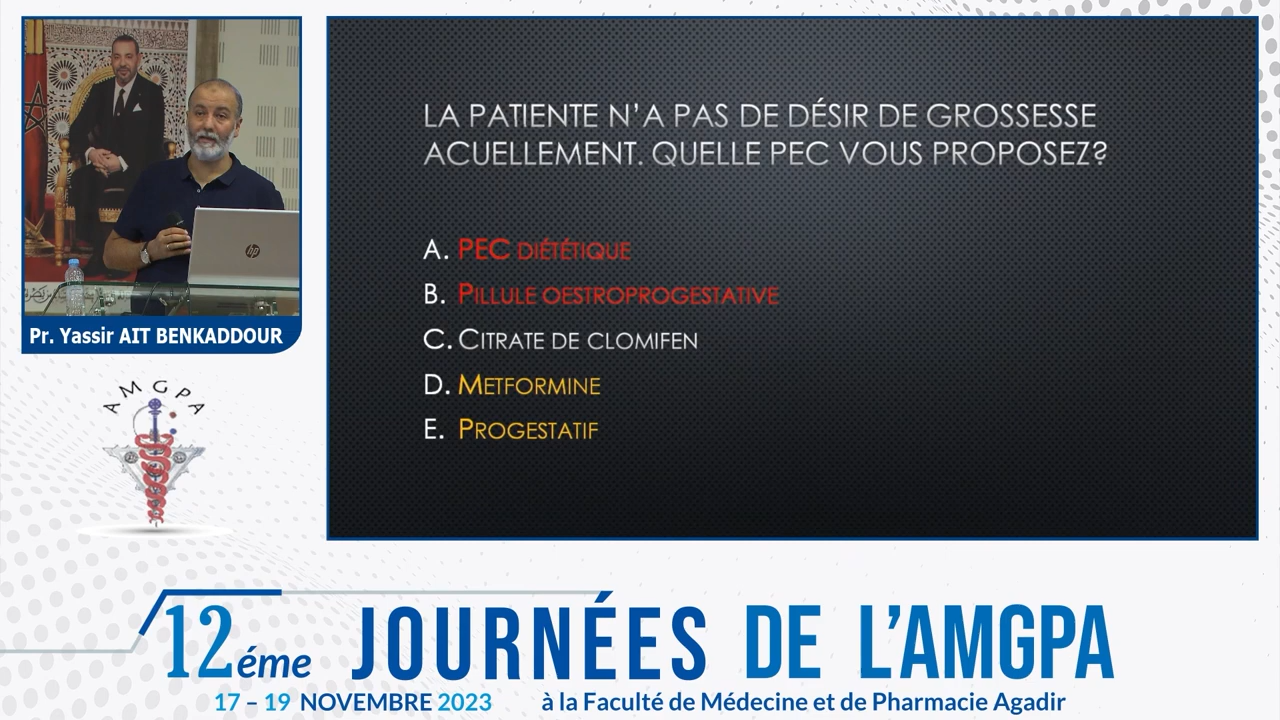 LA PATIENTE N'A PAS DE DÉSIR DE GROSSESSE
ACUELLEMENT. QUELLE PEC VOUS PROPOSEZ?
A. PEC DIÉTÉTIQUE
B. PILLULE OESTROPROGESTATIVE
C. CITRATE DE CLOMIFEN
D. METFORMINE
E. PROGESTATIF
hp
Pr. Yassir AIT BENKADDOUR
AMGPA
12éme JOURNÉES DE L'AMGPA
17 – 19 NOVEMBRE 2023 à la Faculté de Médecine et de Pharmacie Agadir